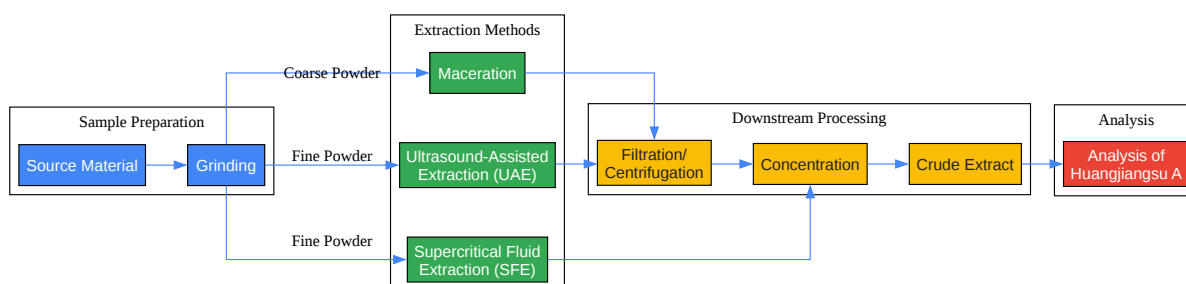 Extraction Methods
Coarse Powder
Maceration
Sample Preparation
Source Material
Grinding
Fine Powder
Ultrasound-Assisted
Extraction (UAE)
Fine Powder
Supercritical Fluid
Extraction (SFE)
Downstream Processing
Filtration/
Centrifugation
Concentration
Crude Extract
Analysis
Analysis of
Huangjiangsu A